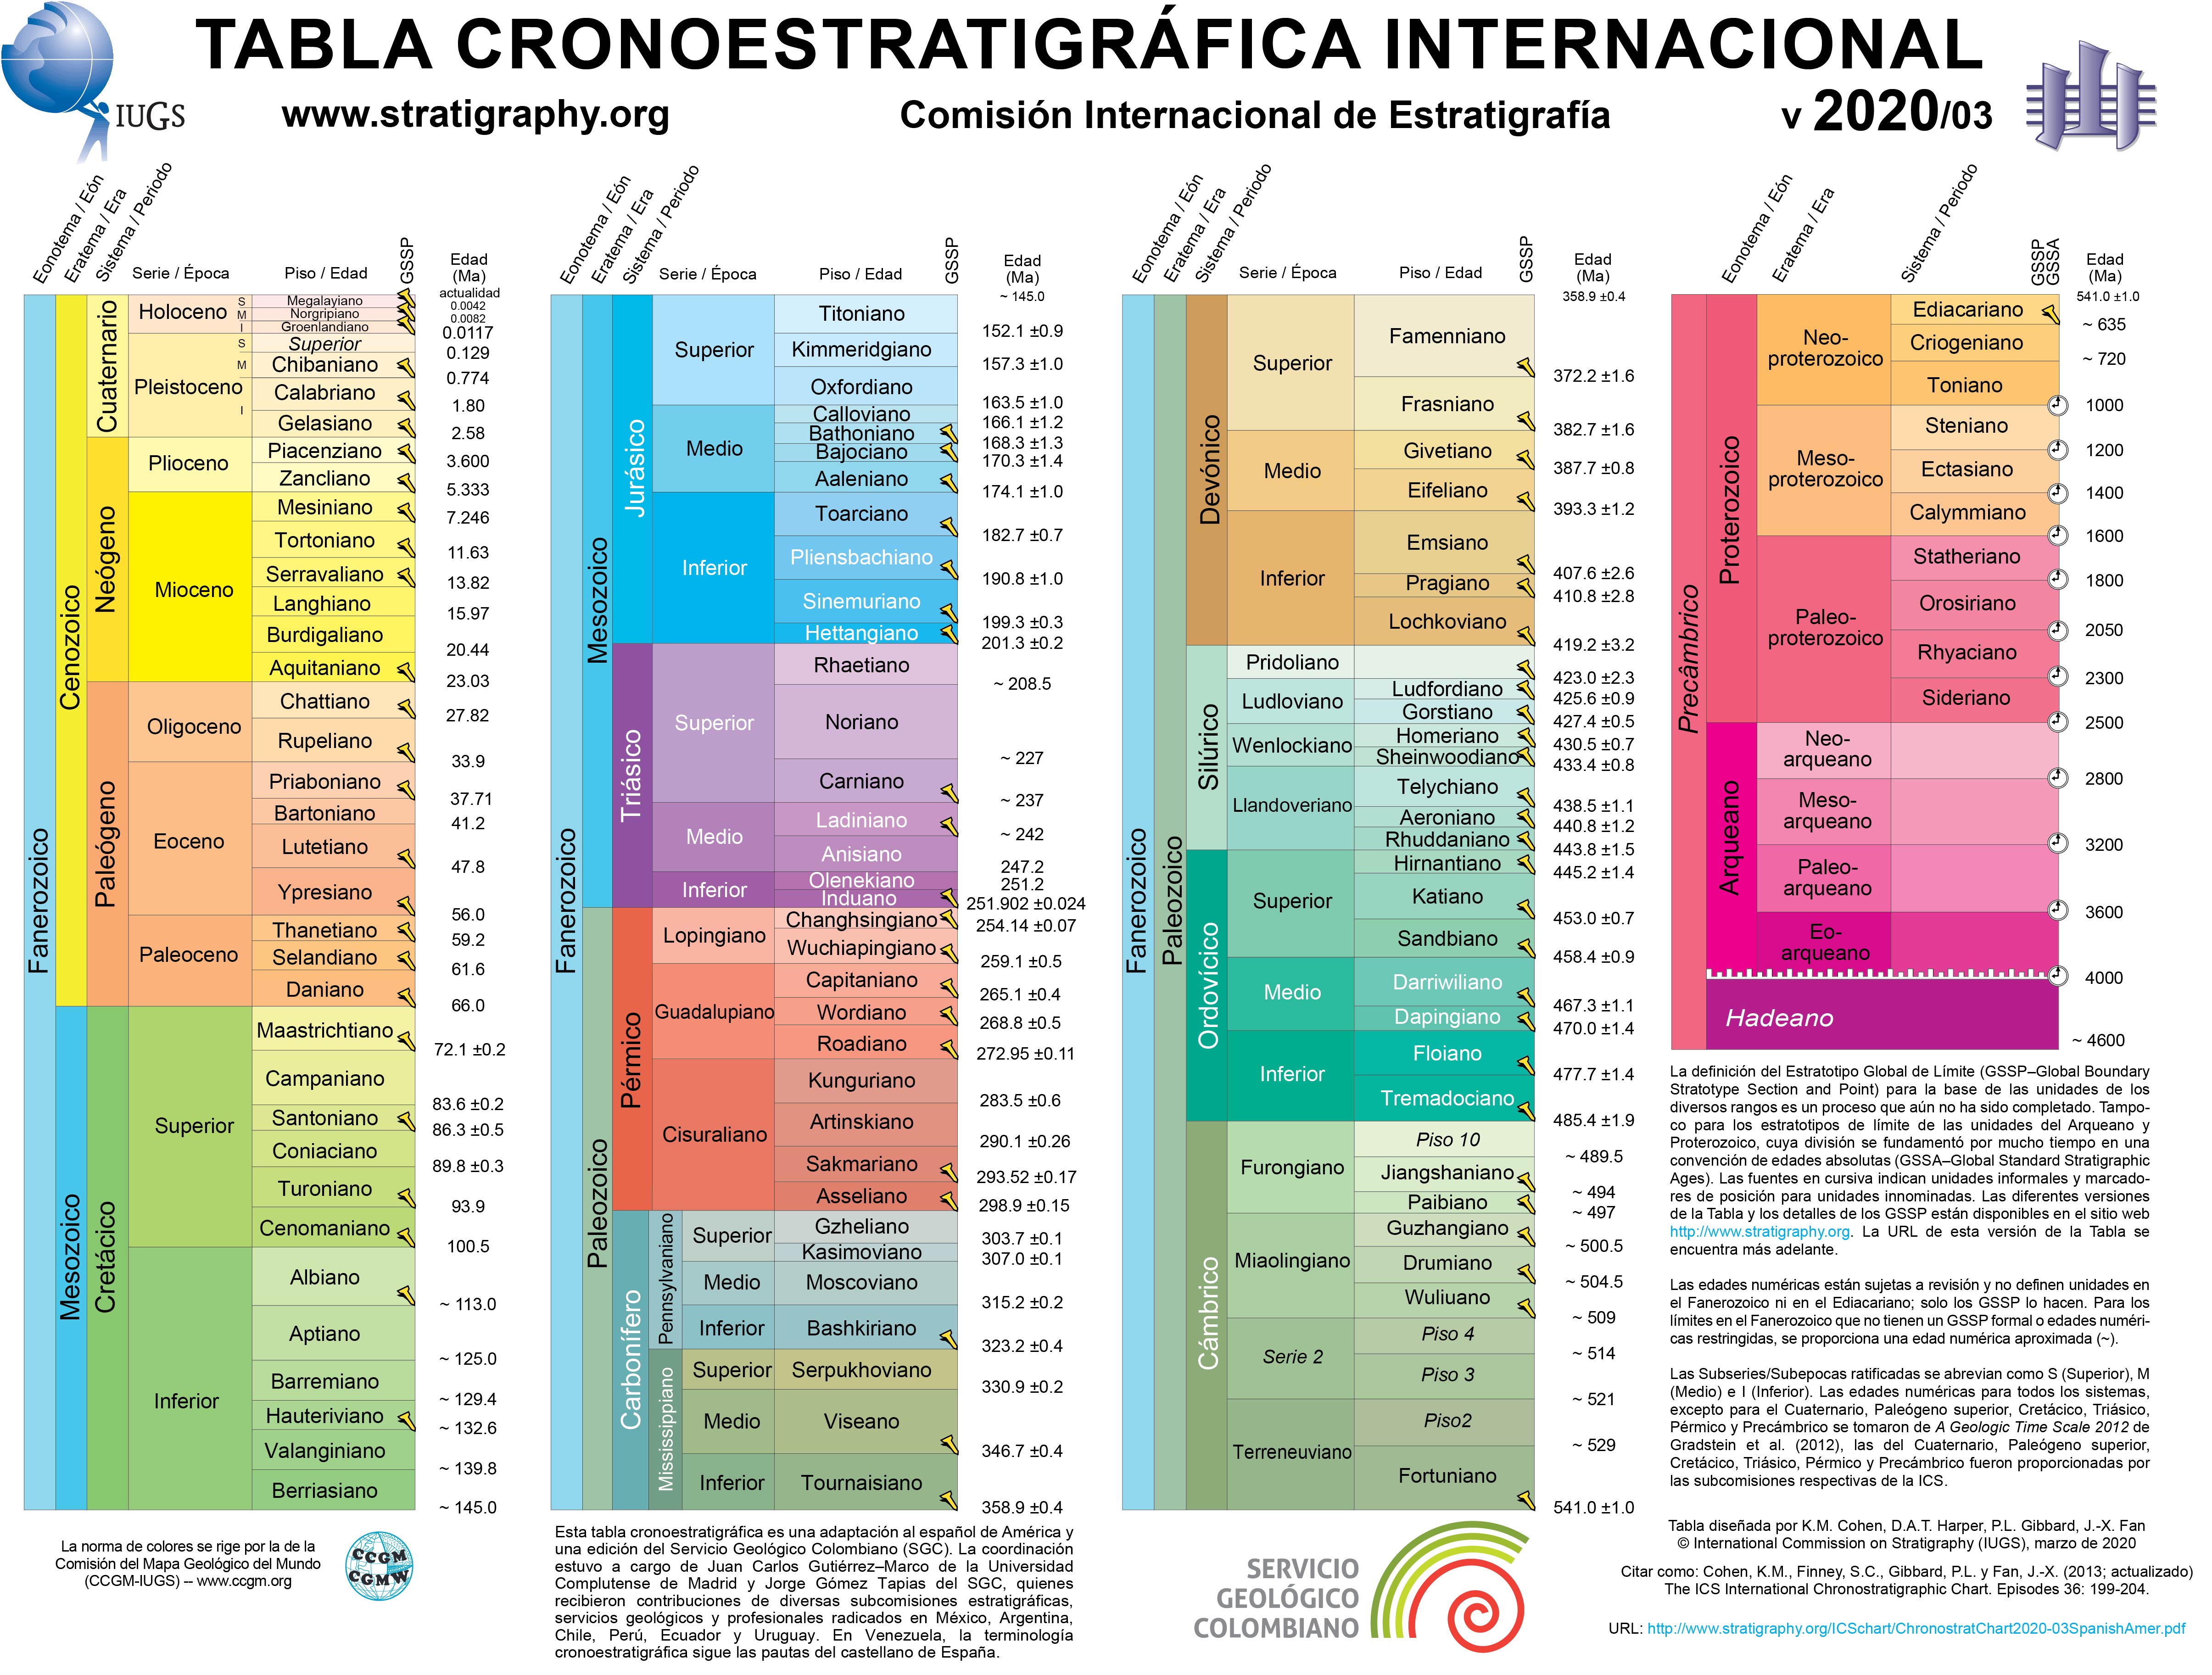 TABLA CRONOESTRATIGRÁFICA INTERNACIONAL
IUGS
www.stratigraphy.org
Comisión Internacional de Estratigrafía
v 2020/03
Eonotema / Eón
Eratema / Era
Sistema / Periodo
Serie / Época
Piso / Edad
GSSP
Edad
(Ma)
Fanerozoico
Cenozoico
Cuaternario
Holoceno
S
M
I
Megalayiano
Norgripiano
Groenlandiano
actualidad
0.0042
0.0082
0.0117
Pleistoceno
S
M
I
Superior
0.129
Chibaniano
0.774
Calabriano
1.80
Gelasiano
2.58
Neógeno
Plioceno
Piacenziano
3.600
Zancliano
5.333
Mioceno
Mesiniano
7.246
Tortoniano
11.63
Serravaliano
13.82
Langhiano
15.97
Burdigaliano
20.44
Aquitaniano
23.03
Paleógeno
Oligoceno
Chattiano
27.82
Rupeliano
33.9
Eoceno
Priaboniano
37.71
Bartoniano
41.2
Lutetiano
47.8
Ypresiano
56.0
Paleoceno
Thanetiano
59.2
Selandiano
61.6
Daniano
66.0
Mesozoico
Cretácico
Superior
Maastrichtiano
72.1 ±0.2
Campaniano
83.6 ±0.2
Santoniano
86.3 ±0.5
Coniaciano
89.8 ±0.3
Turoniano
93.9
Cenomaniano
100.5
Inferior
Albiano
~ 113.0
Aptiano
~ 125.0
Barremiano
~ 129.4
Hauteriviano
~ 132.6
Valanginiano
~ 139.8
Berriasiano
~ 145.0
Eonotema / Eón
Eratema / Era
Sistema / Periodo
Serie / Época
Piso / Edad
GSSP
Edad
(Ma)
~ 145.0
Fanerozoico
Mesozoico
Jurásico
Superior
Titoniano
152.1 ±0.9
Kimmeridgiano
157.3 ±1.0
Oxfordiano
163.5 ±1.0
Medio
Calloviano
166.1 ±1.2
Bathoniano
168.3 ±1.3
Bajociano
170.3 ±1.4
Aaleniano
174.1 ±1.0
Inferior
Toarciano
182.7 ±0.7
Pliensbachiano
190.8 ±1.0
Sinemuriano
199.3 ±0.3
Hettangiano
201.3 ±0.2
Triásico
Superior
Rhaetiano
~ 208.5
Noriano
~ 227
Carniano
~ 237
Medio
Ladiniano
~ 242
Anisiano
247.2
Inferior
Olenekiano
251.2
Induano
251.902 ±0.024
Paleozoico
Pérmico
Lopingiano
Changhsingiano
254.14 ±0.07
Wuchiapingiano
259.1 ±0.5
Guadalupiano
Capitaniano
265.1 ±0.4
Wordiano
268.8 ±0.5
Roadiano
272.95 ±0.11
Cisuraliano
Kunguriano
283.5 ±0.6
Artinskiano
290.1 ±0.26
Sakmariano
293.52 ±0.17
Asseliano
298.9 ±0.15
Carbonífero
Pennsylvaniano
Superior
Gzheliano
303.7 ±0.1
Kasimoviano
307.0 ±0.1
Medio
Moscoviano
315.2 ±0.2
Inferior
Bashkiriano
323.2 ±0.4
Mississippiano
Superior
Serpukhoviano
330.9 ±0.2
Medio
Viseano
346.7 ±0.4
Inferior
Tournaisiano
358.9 ±0.4
Eonotema / Eón
Eratema / Era
Sistema / Periodo
Serie / Época
Piso / Edad
GSSP
Edad
(Ma)
358.9 ±0.4
Fanerozoico
Paleozoico
Devónico
Superior
Famenniano
372.2 ±1.6
Frasniano
382.7 ±1.6
Medio
Givetiano
387.7 ±0.8
Eifeliano
393.3 ±1.2
Inferior
Emsiano
407.6 ±2.6
Pragiano
410.8 ±2.8
Lochkoviano
419.2 ±3.2
Silúrico
Pridoliano
423.0 ±2.3
Ludloviano
Ludfordiano
425.6 ±0.9
Gorstiano
427.4 ±0.5
Wenlockiano
Homeriano
430.5 ±0.7
Sheinwoodiano
433.4 ±0.8
Llandoveriano
Telychiano
438.5 ±1.1
Aeroniano
440.8 ±1.2
Rhuddaniano
443.8 ±1.5
Ordovícico
Superior
Hirnantiano
445.2 ±1.4
Katiano
453.0 ±0.7
Sandbiano
458.4 ±0.9
Medio
Darriwiliano
467.3 ±1.1
Dapingiano
470.0 ±1.4
Inferior
Floiano
477.7 ±1.4
Tremadociano
485.4 ±1.9
Cámbrico
Furongiano
Piso 10
~ 489.5
Jiangshaniano
~ 494
Paibiano
~ 497
Miaolingiano
Guzhangiano
~ 500.5
Drumiano
~ 504.5
Wuliuano
~ 509
Serie 2
Piso 4
~ 514
Piso 3
~ 521
Terreneuviano
Piso2
~ 529
Fortuniano
541.0 ±1.0
Eonotema / Eón
Eratema / Era
Sistema / Periodo
GSSP
GSSA
Edad
(Ma)
541.0 ±1.0
Precámbrico
Proterozoico
Neo-
proterozoico
Ediacariano
~ 635
Criogeniano
~ 720
Toniano
1000
Meso-
proterozoico
Steniano
1200
Ectasiano
1400
Calymmiano
1600
Paleo-
proterozoico
Statheriano
1800
Orosiriano
2050
Rhyaciano
2300
Sideriano
2500
Arqueano
Neo-
arqueano
2800
Meso-
arqueano
3200
Paleo-
arqueano
3600
Eo-
arqueano
4000
Hadeano
~ 4600
La definición del Estratotipo Global de Límite (GSSP–Global Boundary
Stratotype Section and Point) para la base de las unidades de los
diversos rangos es un proceso que aún no ha sido completado. Tampo-
co para los estratotipos de límite de las unidades del Arqueano y
Proterozoico, cuya división se fundamentó por mucho tiempo en una
convención de edades absolutas (GSSA–Global Standard Stratigraphic
Ages). Las fuentes en cursiva indican unidades informales y marcado-
res de posición para unidades innominadas. Las diferentes versiones
de la Tabla y los detalles de los GSSP están disponibles en el sitio web
http://www.stratigraphy.org. La URL de esta versión de la Tabla se
encuentra más adelante.
Las edades numéricas están sujetas a revisión y no definen unidades en
el Fanerozoico ni en el Ediacariano; solo los GSSP lo hacen. Para los
límites en el Fanerozoico que no tienen un GSSP formal o edades numéri-
cas restringidas, se proporciona una edad numérica aproximada (~).
Las Subseries/Subepocas ratificadas se abrevian como S (Superior), M
(Medio) e I (Inferior). Las edades numéricas para todos los sistemas,
excepto para el Cuaternario, Paleógeno superior, Cretácico, Triásico,
Pérmico y Precámbrico se tomaron de A Geologic Time Scale 2012 de
Gradstein et al. (2012), las del Cuaternario, Paleógeno superior,
Cretácico, Triásico, Pérmico y Precámbrico fueron proporcionadas por
las subcomisiones respectivas de la ICS.
Tabla diseñada por K.M. Cohen, D.A.T. Harper, P.L. Gibbard, J.-X. Fan
© International Commission on Stratigraphy (IUGS), marzo de 2020
Citar como: Cohen, K.M., Finney, S.C., Gibbard, P.L. y Fan, J.-X. (2013; actualizado)
The ICS International Chronostratigraphic Chart. Episodes 36: 199-204.
URL: http://www.stratigraphy.org/ICSchart/ChronostratChart2020-03SpanishAmer.pdf
La norma de colores se rige por la de la
Comisión del Mapa Geológico del Mundo
(CCGM-IUGS) -- www.ccgm.org
CCGM
CGMW
Esta tabla cronoestratigráfica es una adaptación al español de América y
una edición del Servicio Geológico Colombiano (SGC). La coordinación
estuvo a cargo de Juan Carlos Gutiérrez–Marco de la Universidad
Complutense de Madrid y Jorge Gómez Tapias del SGC, quienes
recibieron contribuciones de diversas subcomisiones estratigráficas,
servicios geológicos y profesionales radicados en México, Argentina,
Chile, Perú, Ecuador y Uruguay. En Venezuela, la terminología
cronoestratigráfica sigue las pautas del castellano de España.
SERVICIO
GEOLÓGICO
COLOMBIANO